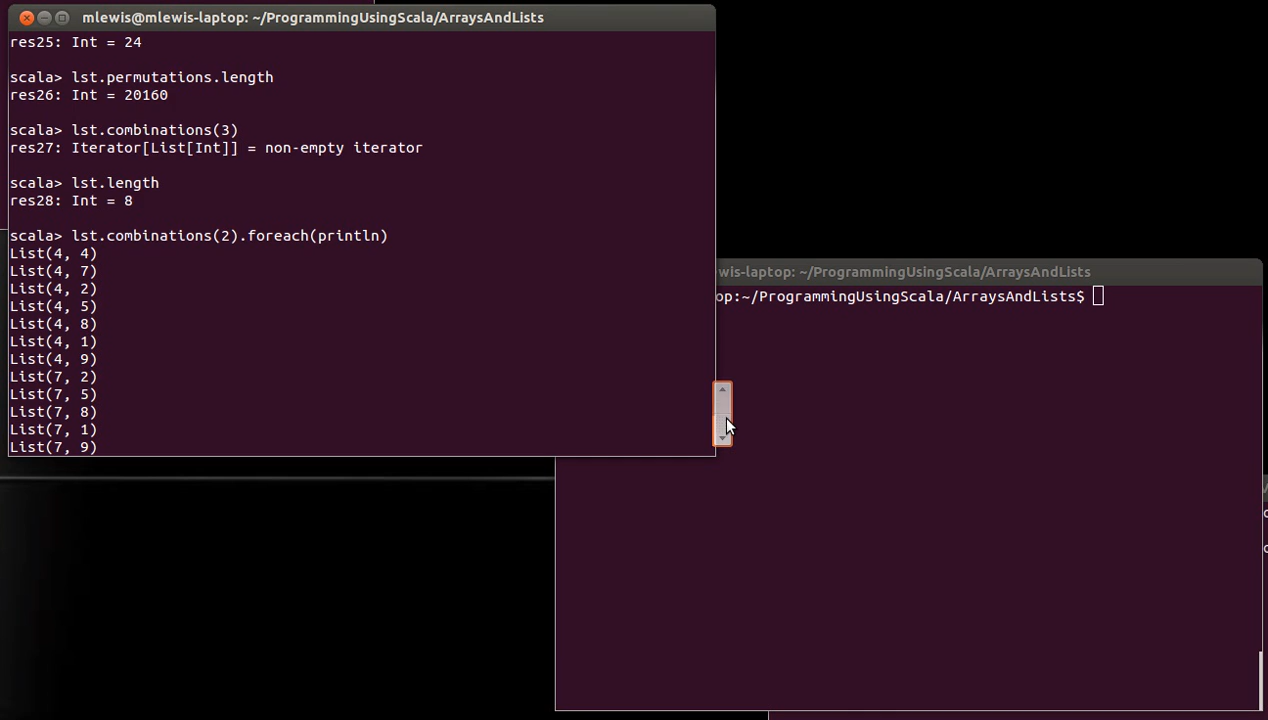 mlewis@mlewis-laptop: ~/ProgrammingUsingScala/ArraysAndLists
res25: Int = 24
scala> lst.permutations.length
res26: Int = 20160
scala> lst.combinations(3)
res27: Iterator[List[Int]] = non-empty iterator
scala> lst.length
res28: Int = 8
scala> lst.combinations(2).foreach(println)
List(4, 4)
List(4, 7)
List(4, 2)
List(4, 5)
List(4, 8)
List(4, 1)
List(4, 9)
List(7, 2)
List(7, 5)
List(7, 8)
List(7, 1)
List(7, 9)
wis-laptop: ~/ProgrammingUsingScala/ArraysAndLists
op:~/ProgrammingUsingScala/ArraysAndLists$